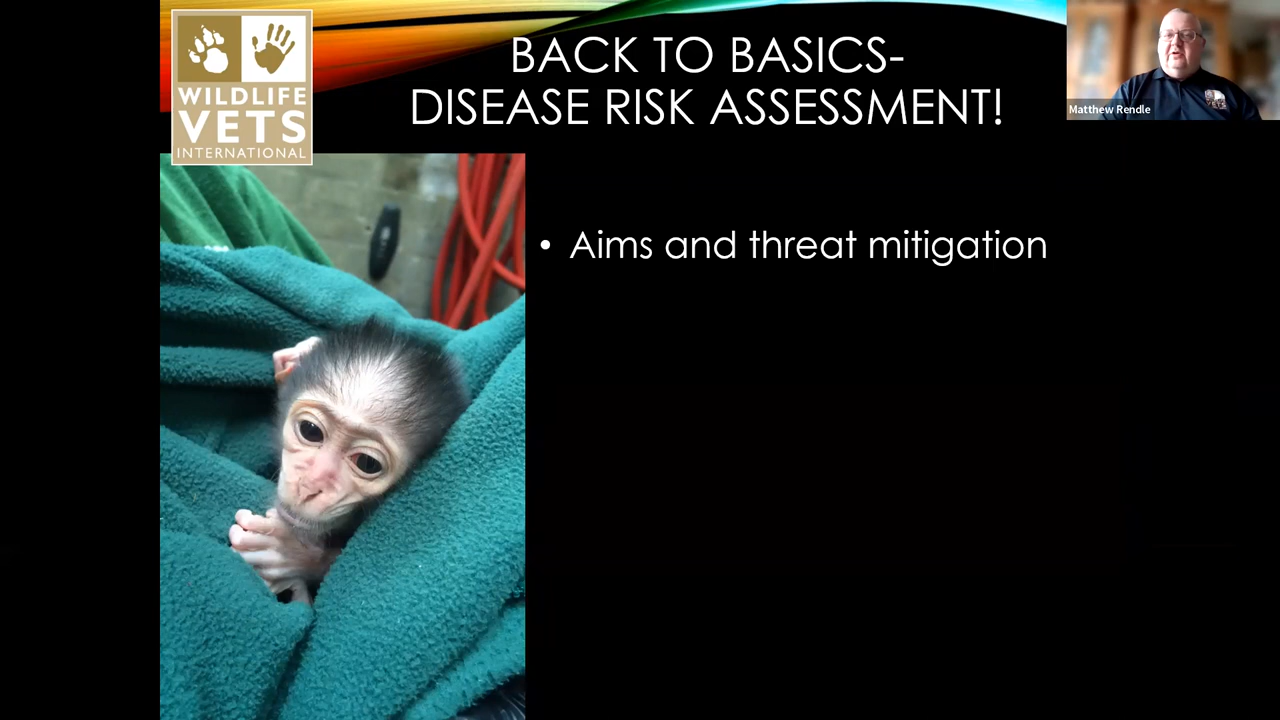 WILDLIFE
VETS
INTERNATIONAL
BACK TO BASICS-
DISEASE RISK ASSESSMENT!
Matthew Rendle
• Aims and threat mitigation